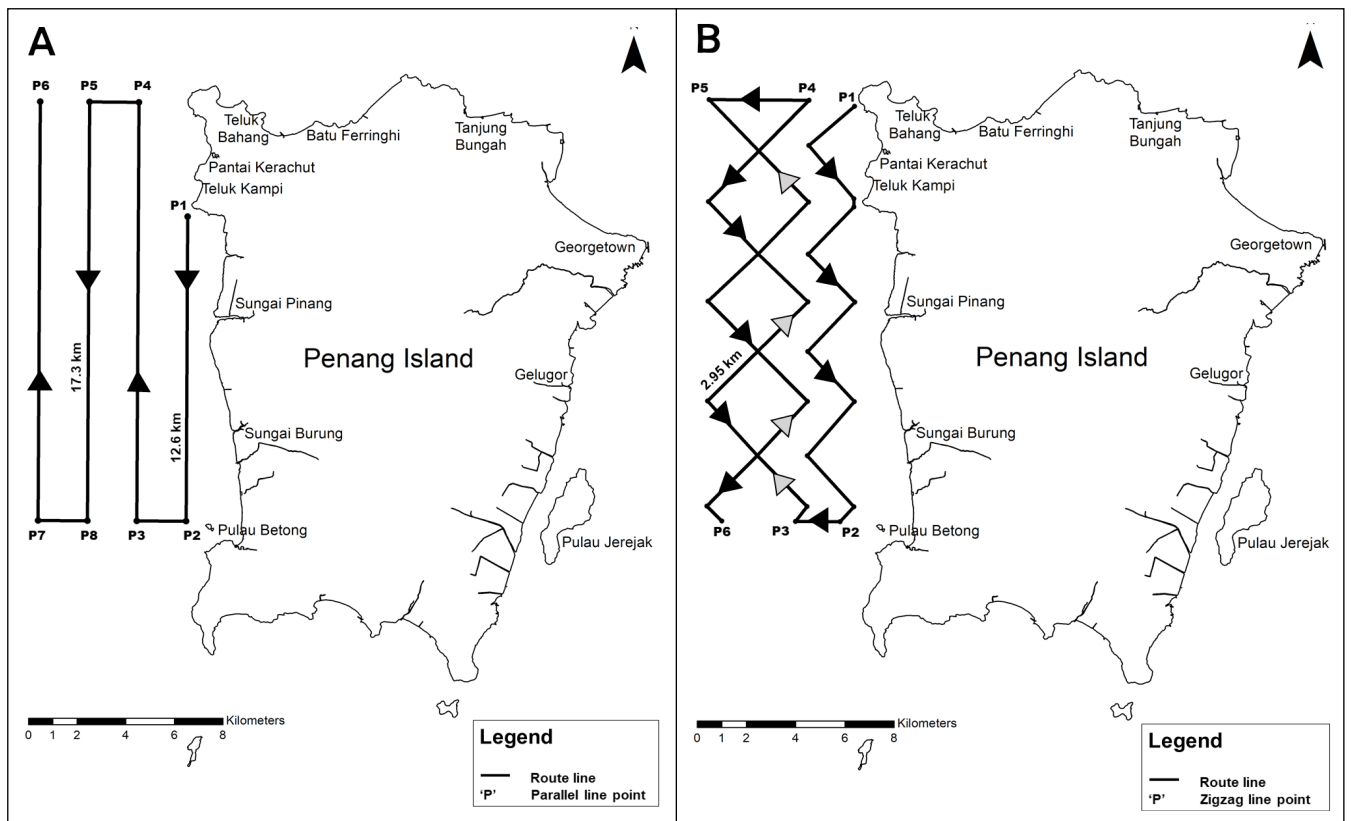 A
P6 P5 P4
Teluk
Bahang
Batu Ferringhi
Tanjung
Bungah
Pantai Kerachut
Teluk Kampi
P1
Georgetown
Sungai Pinang
Penang Island
17.3 km
12.6 km
Gelugor
Sungai Burung
P7 P8 P3 P2
Pulau Betong
Pulau Jerejak
Kilometers
0 1 2 4 6 8
Legend
Route line
'P' Parallel line point
B
P5 P4 P1
Teluk
Bahang
Batu Ferringhi
Tanjung
Bungah
Pantai Kerachut
Teluk Kampi
Georgetown
Sungai Pinang
Penang Island
2.95 km
Gelugor
Sungai Burung
P6 P3 P2
Pulau Betong
Pulau Jerejak
Kilometers
0 1 2 4 6 8
Legend
Route line
'P' Zigzag line point